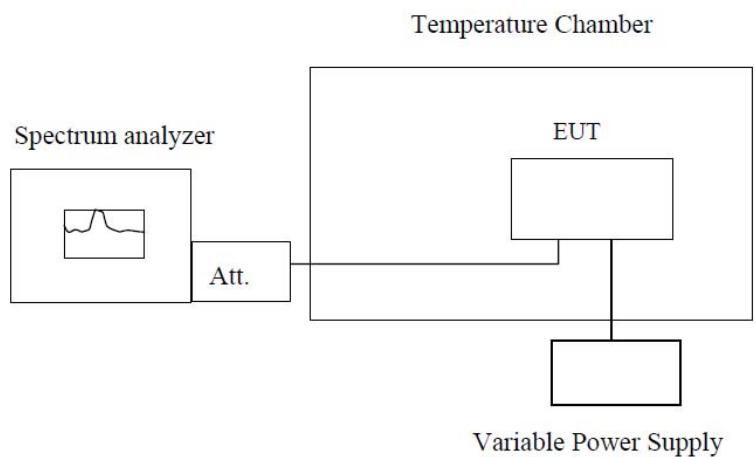 Temperature Chamber
Spectrum analyzer
EUT
Att.
Variable Power Supply